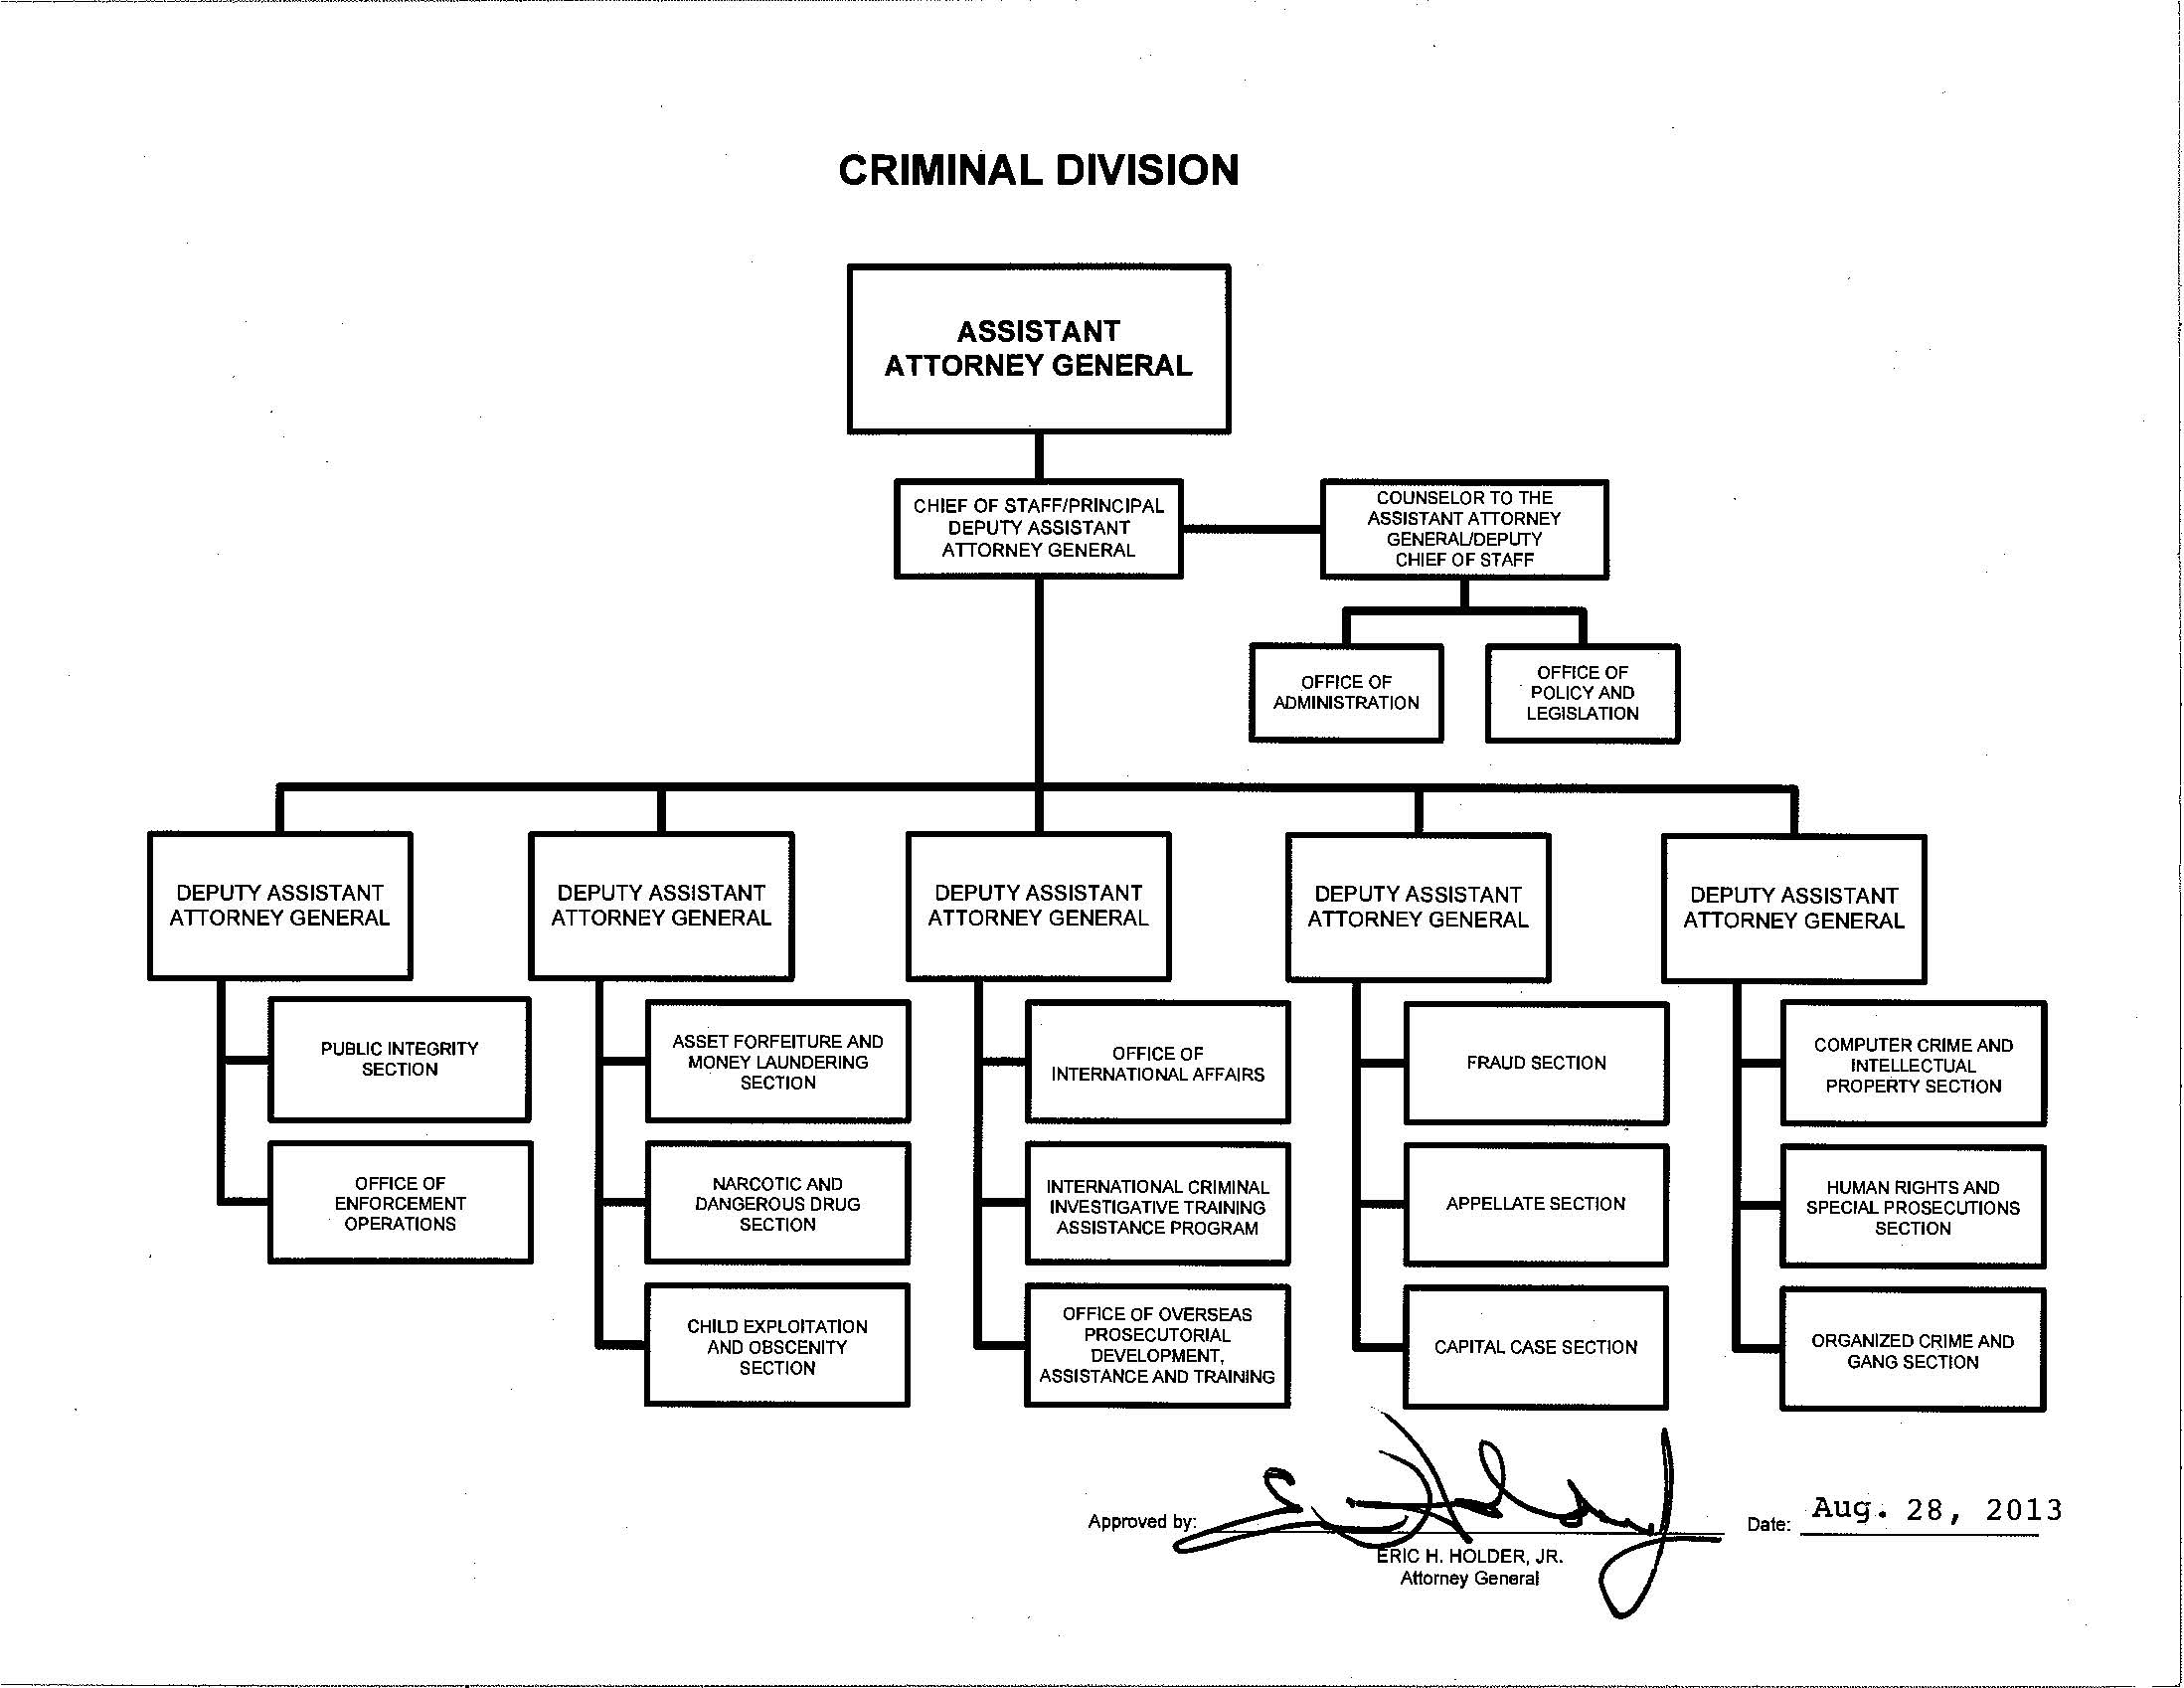 CRIMINAL DIVISION
ASSISTANT
ATTORNEY GENERAL
CHIEF OF STAFF/PRINCIPAL
DEPUTY ASSISTANT
ATTORNEY GENERAL
COUNSELOR TO THE
ASSISTANT ATTORNEY
GENERAL/DEPUTY
CHIEF OF STAFF
OFFICE OF
ADMINISTRATION
OFFICE OF
POLICY AND
LEGISLATION
DEPUTY ASSISTANT
ATTORNEY GENERAL
DEPUTY ASSISTANT
ATTORNEY GENERAL
DEPUTY ASSISTANT
ATTORNEY GENERAL
DEPUTY ASSISTANT
ATTORNEY GENERAL
DEPUTY ASSISTANT
ATTORNEY GENERAL
PUBLIC INTEGRITY
SECTION
OFFICE OF
ENFORCEMENT
OPERATIONS
ASSET FORFEITURE AND
MONEY LAUNDERING
SECTION
NARCOTIC AND
DANGEROUS DRUG
SECTION
CHILD EXPLOITATION
AND OBSCENITY
SECTION
OFFICE OF
INTERNATIONAL AFFAIRS
INTERNATIONAL CRIMINAL
INVESTIGATIVE TRAINING
ASSISTANCE PROGRAM
OFFICE OF OVERSEAS
PROSECUTORIAL
DEVELOPMENT,
ASSISTANCE AND TRAINING
FRAUD SECTION
APPELLATE SECTION
CAPITAL CASE SECTION
COMPUTER CRIME AND
INTELLECTUAL
PROPERTY SECTION
HUMAN RIGHTS AND
SPECIAL PROSECUTIONS
SECTION
ORGANIZED CRIME AND
GANG SECTION
Approved by:
ERIC H. HOLDER, JR.
Attorney General
Date: Aug. 28, 2013